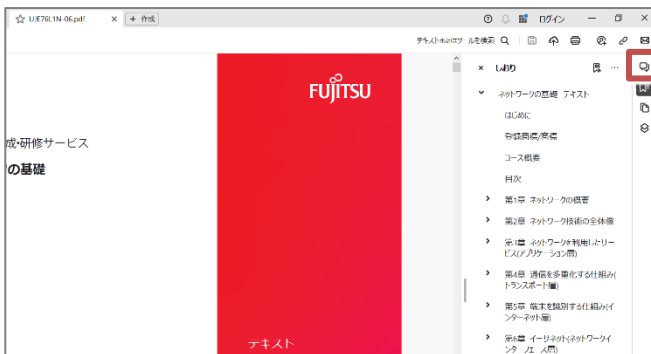 UJE76L1N-06.pdf
+ 作成
ログイン
テキストまたはツールを検索
成・研修サービス
の基礎
FUJITSU
テキスト
しおり
ネットワークの基礎 テキスト
はじめに
登録商標/商標
コース概要
目次
第1章 ネットワークの概要
第2章 ネットワーク技術の全体像
第3章 ネットワークを利用したサー
ビス(アプリケーション層)
第4章 通信を多重化する仕組み(
トランスポート層)
第5章 端末を識別する仕組み(イ
ンターネット層)
第6章 イーサネット(ネットワークイ
ンターフェース層)